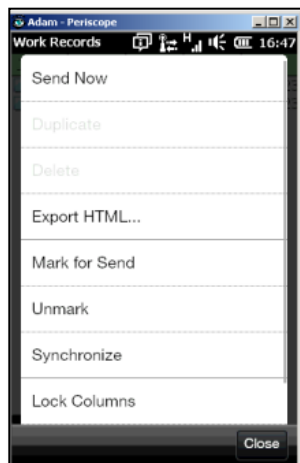 Adam - Periscope
Work Records H 16:47
Send Now
Duplicate
Delete
Export HTML...
Mark for Send
Unmark
Synchronize
Lock Columns
Close